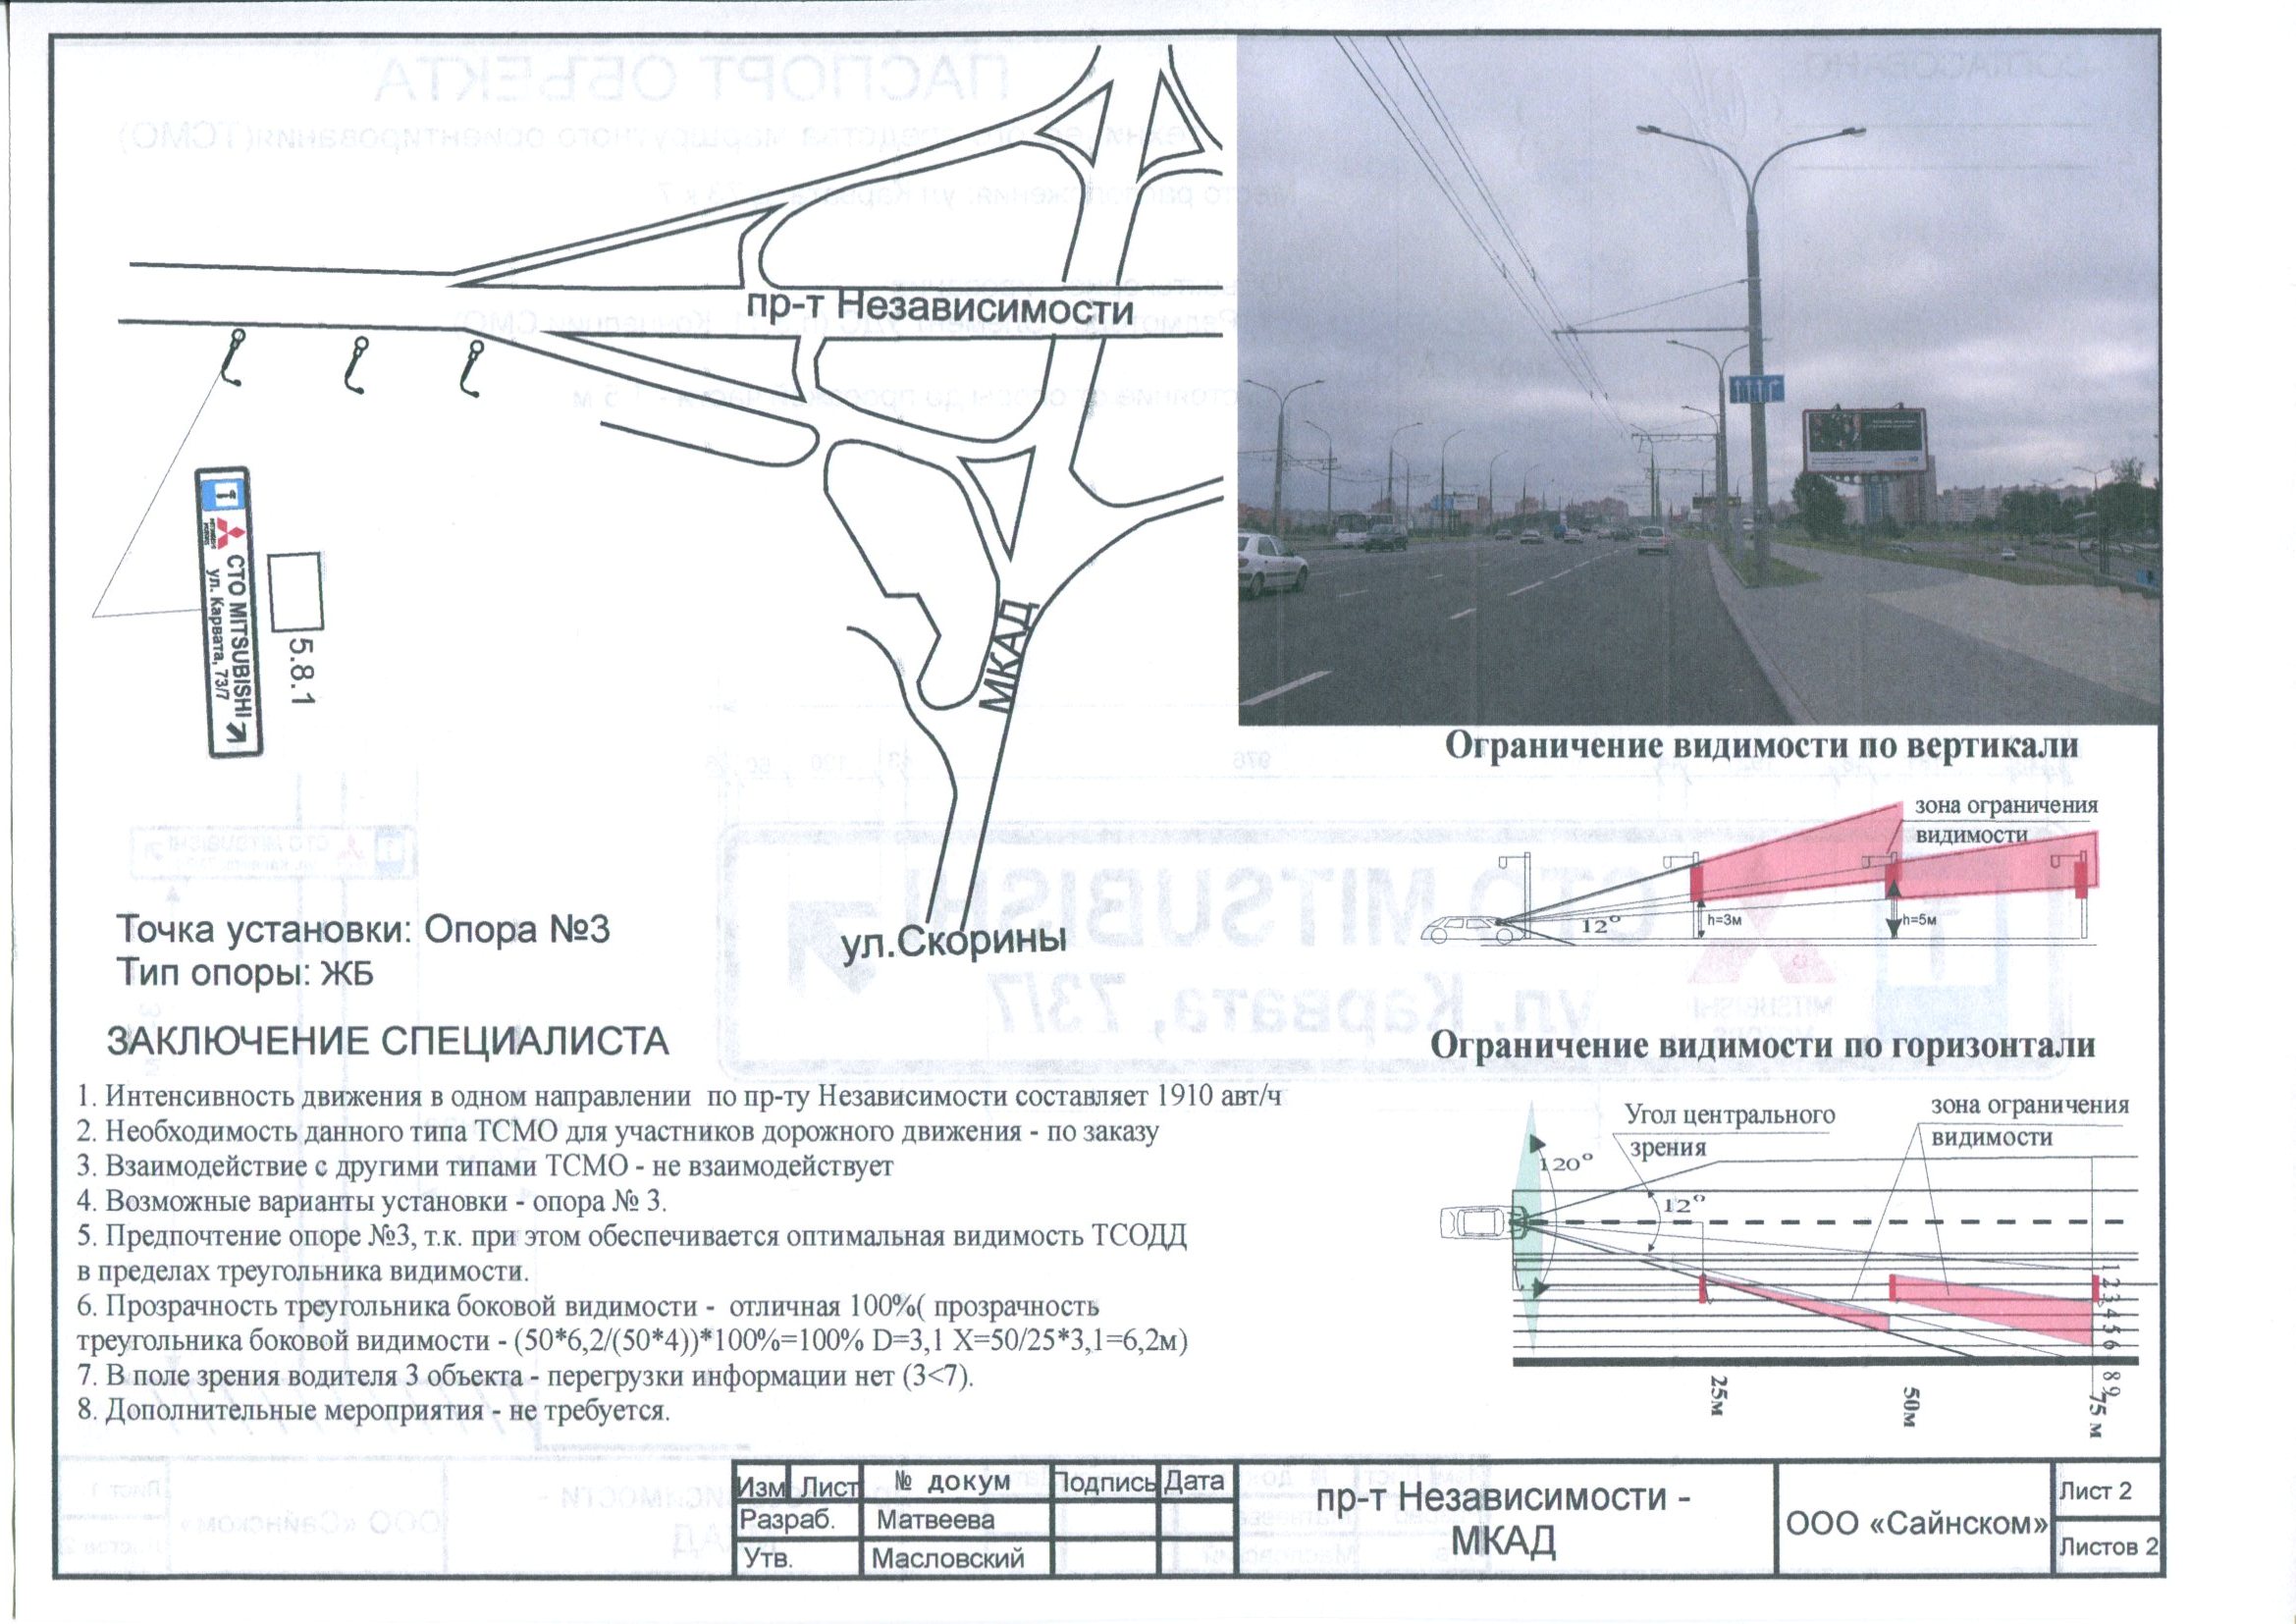 пр-т Независимости
МКАД
ул.Скорины
СТО MITSUBISHI
ул. Карвата, 73/7
5.8.1
Точка установки: Опора №3
Тип опоры: ЖБ
ЗАКЛЮЧЕНИЕ СПЕЦИАЛИСТА
1. Интенсивность движения в одном направлении по пр-ту Независимости составляет 1910 авт/ч
2. Необходимость данного типа ТСМО для участников дорожного движения - по заказу
3. Взаимодействие с другими типами ТСМО - не взаимодействует
4. Возможные варианты установки - опора № 3.
5. Предпочтение опоре №3, т.к. при этом обеспечивается оптимальная видимость ТСОДД
в пределах треугольника видимости.
6. Прозрачность треугольника боковой видимости - отличная 100%( прозрачность
треугольника боковой видимости - (50*6,2/(50*4))*100%=100% D=3,1 X=50/25*3,1=6,2м)
7. В поле зрения водителя 3 объекта - перегрузки информации нет (3<7).
8. Дополнительные мероприятия - не требуется.
Ограничение видимости по вертикали
зона ограничения
видимости
12°
h=3м
h=5м
Ограничение видимости по горизонтали
Угол центрального
зрения
зона ограничения
видимости
120°
12°
1 2 3 4 5 6 8 9
25м
50м
75 м
Изм Лист № докум Подпись Дата
Разраб. Матвеева
Утв. Масловский
пр-т Независимости -
МКАД
ООО «Сайнском»
Лист 2
Листов 2